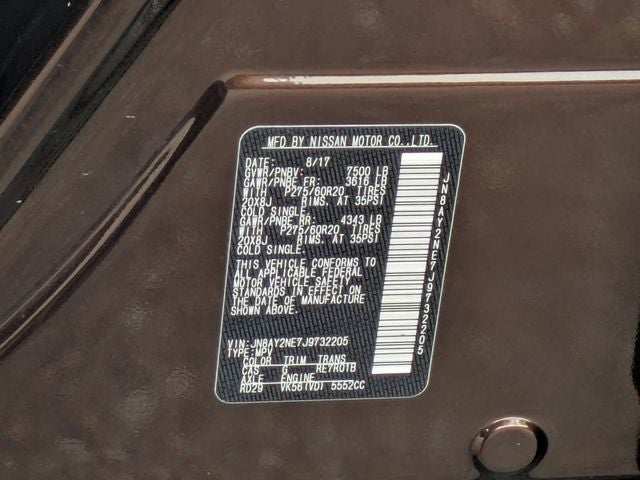 MFD BY NISSAN MOTOR CO.,LTD.
DATE: 8/17
GVWR/PNBV: 7500 LB
GAWR/PNBE FR: 3616 LB
WITH P275/60R20 TIRES
20X8J RIMS, AT 35PSI
COLD SINGLE.
GAWR/PNBE RR: 4343 LB
WITH P275/60R20 TIRES
20X8J RIMS, AT 35PSI
COLD SINGLE.
THIS VEHICLE CONFORMS TO
ALL APPLICABLE FEDERAL
MOTOR VEHICLE SAFETY
STANDARDS IN EFFECT ON
THE DATE OF MANUFACTURE
SHOWN ABOVE.
VIN: JN8AY2NE7J9732205
TYPE: MPV
COLOR TRIM TRANS
CAS G RE7R01B
AXLE ENGINE
RD29 VK56(VD) 5552CC
JN8AY2NE7J9732205